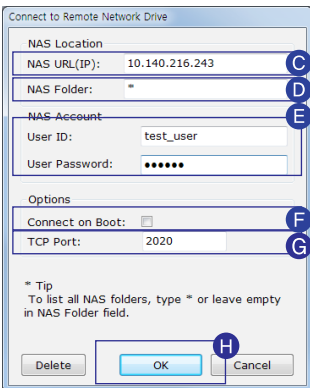 Connect to Remote Network Drive
NAS Location
NAS URL(IP): 10.140.216.243 C
NAS Folder: * D
NAS Account E
User ID: test_user
User Password: ●●●●●●
Options
Connect on Boot: F
TCP Port: 2020 G
* Tip
To list all NAS folders, type * or leave empty
in NAS Folder field.
H
Delete OK Cancel